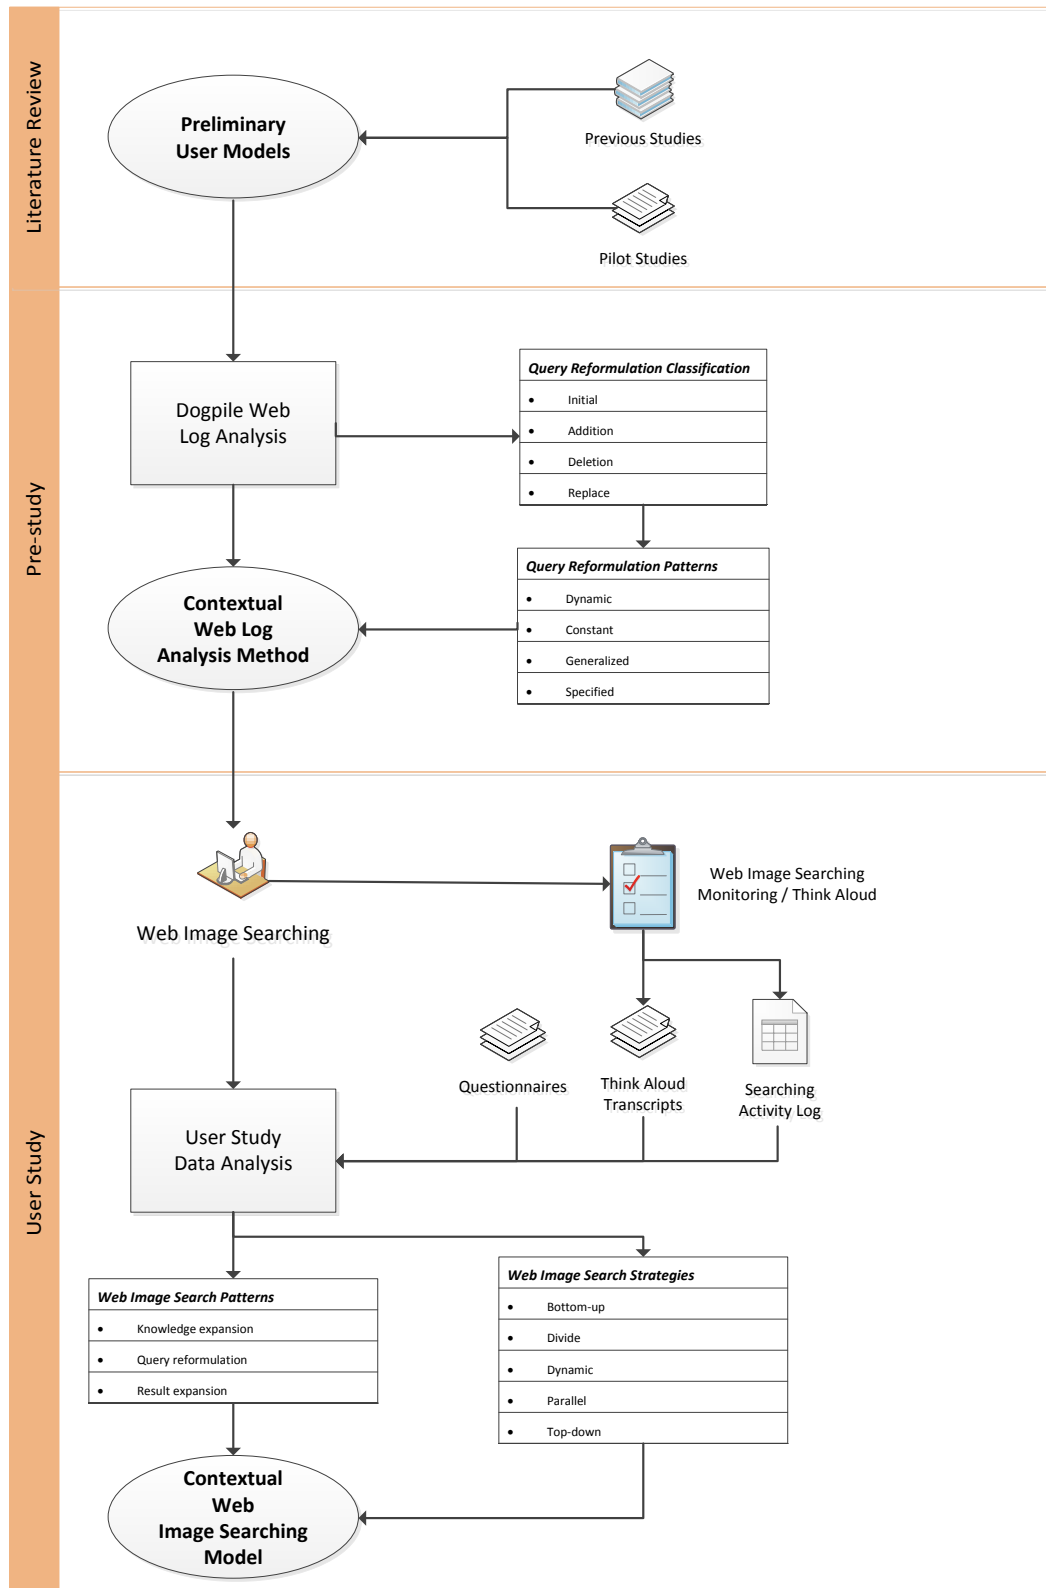 Literature Review
Preliminary
User Models
Previous Studies
Pilot Studies
Pre-study
Dogpile Web
Log Analysis
Query Reformulation Classification
• Initial
• Addition
• Deletion
• Replace
Query Reformulation Patterns
• Dynamic
• Constant
• Generalized
• Specified
Contextual
Web Log
Analysis Method
User Study
Web Image Searching
Web Image Searching
Monitoring / Think Aloud
Questionnaires
Think Aloud
Transcripts
Searching
Activity Log
User Study
Data Analysis
Web Image Search Patterns
• Knowledge expansion
• Query reformulation
• Result expansion
Web Image Search Strategies
• Bottom-up
• Divide
• Dynamic
• Parallel
• Top-down
Contextual
Web
Image Searching
Model